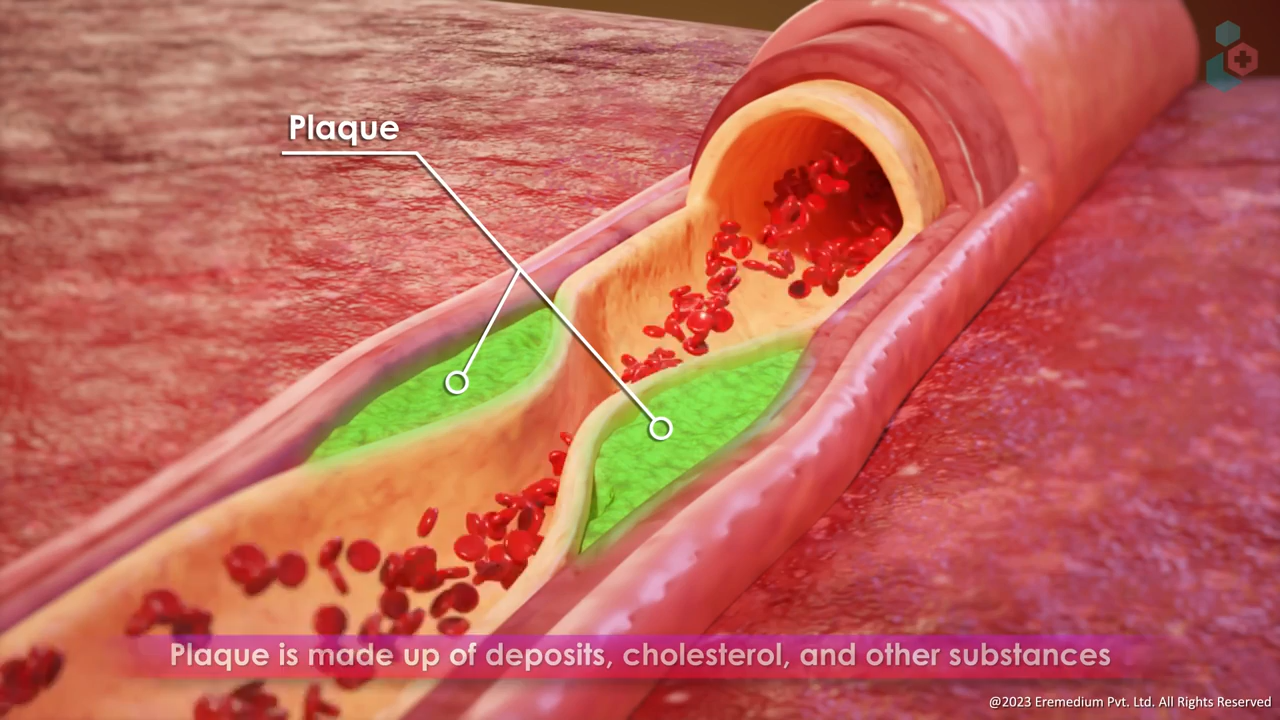 Plaque
Plaque is made up of deposits, cholesterol, and other substances
@2023 Eremedium Pvt. Ltd. All Rights Reserved